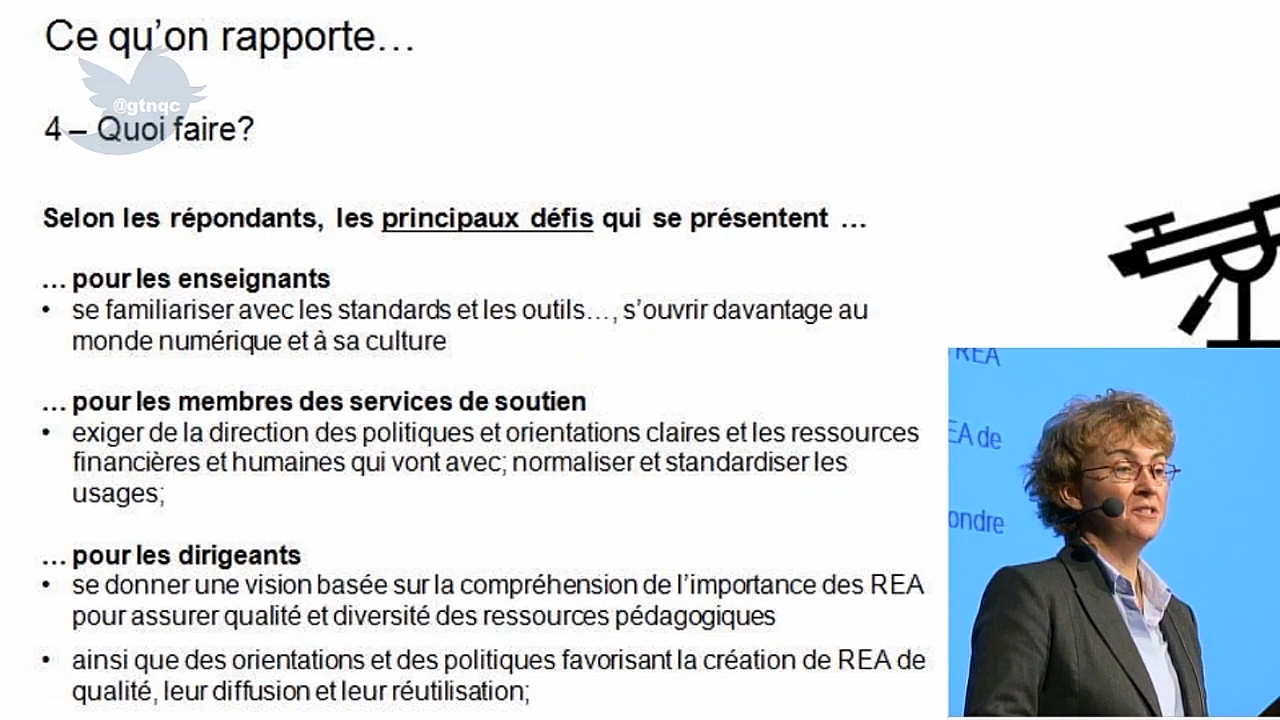 Ce qu’on rapporte…
@gtnqc
4 – Quoi faire?
Selon les répondants, les principaux défis qui se présentent …
… pour les enseignants
• se familiariser avec les standards et les outils…, s’ouvrir davantage au
monde numérique et à sa culture
… pour les membres des services de soutien
• exiger de la direction des politiques et orientations claires et les ressources
financières et humaines qui vont avec; normaliser et standardiser les
usages;
… pour les dirigeants
• se donner une vision basée sur la compréhension de l’importance des REA
pour assurer qualité et diversité des ressources pédagogiques
• ainsi que des orientations et des politiques favorisant la création de REA de
qualité, leur diffusion et leur réutilisation;
REA
EA de
ondre